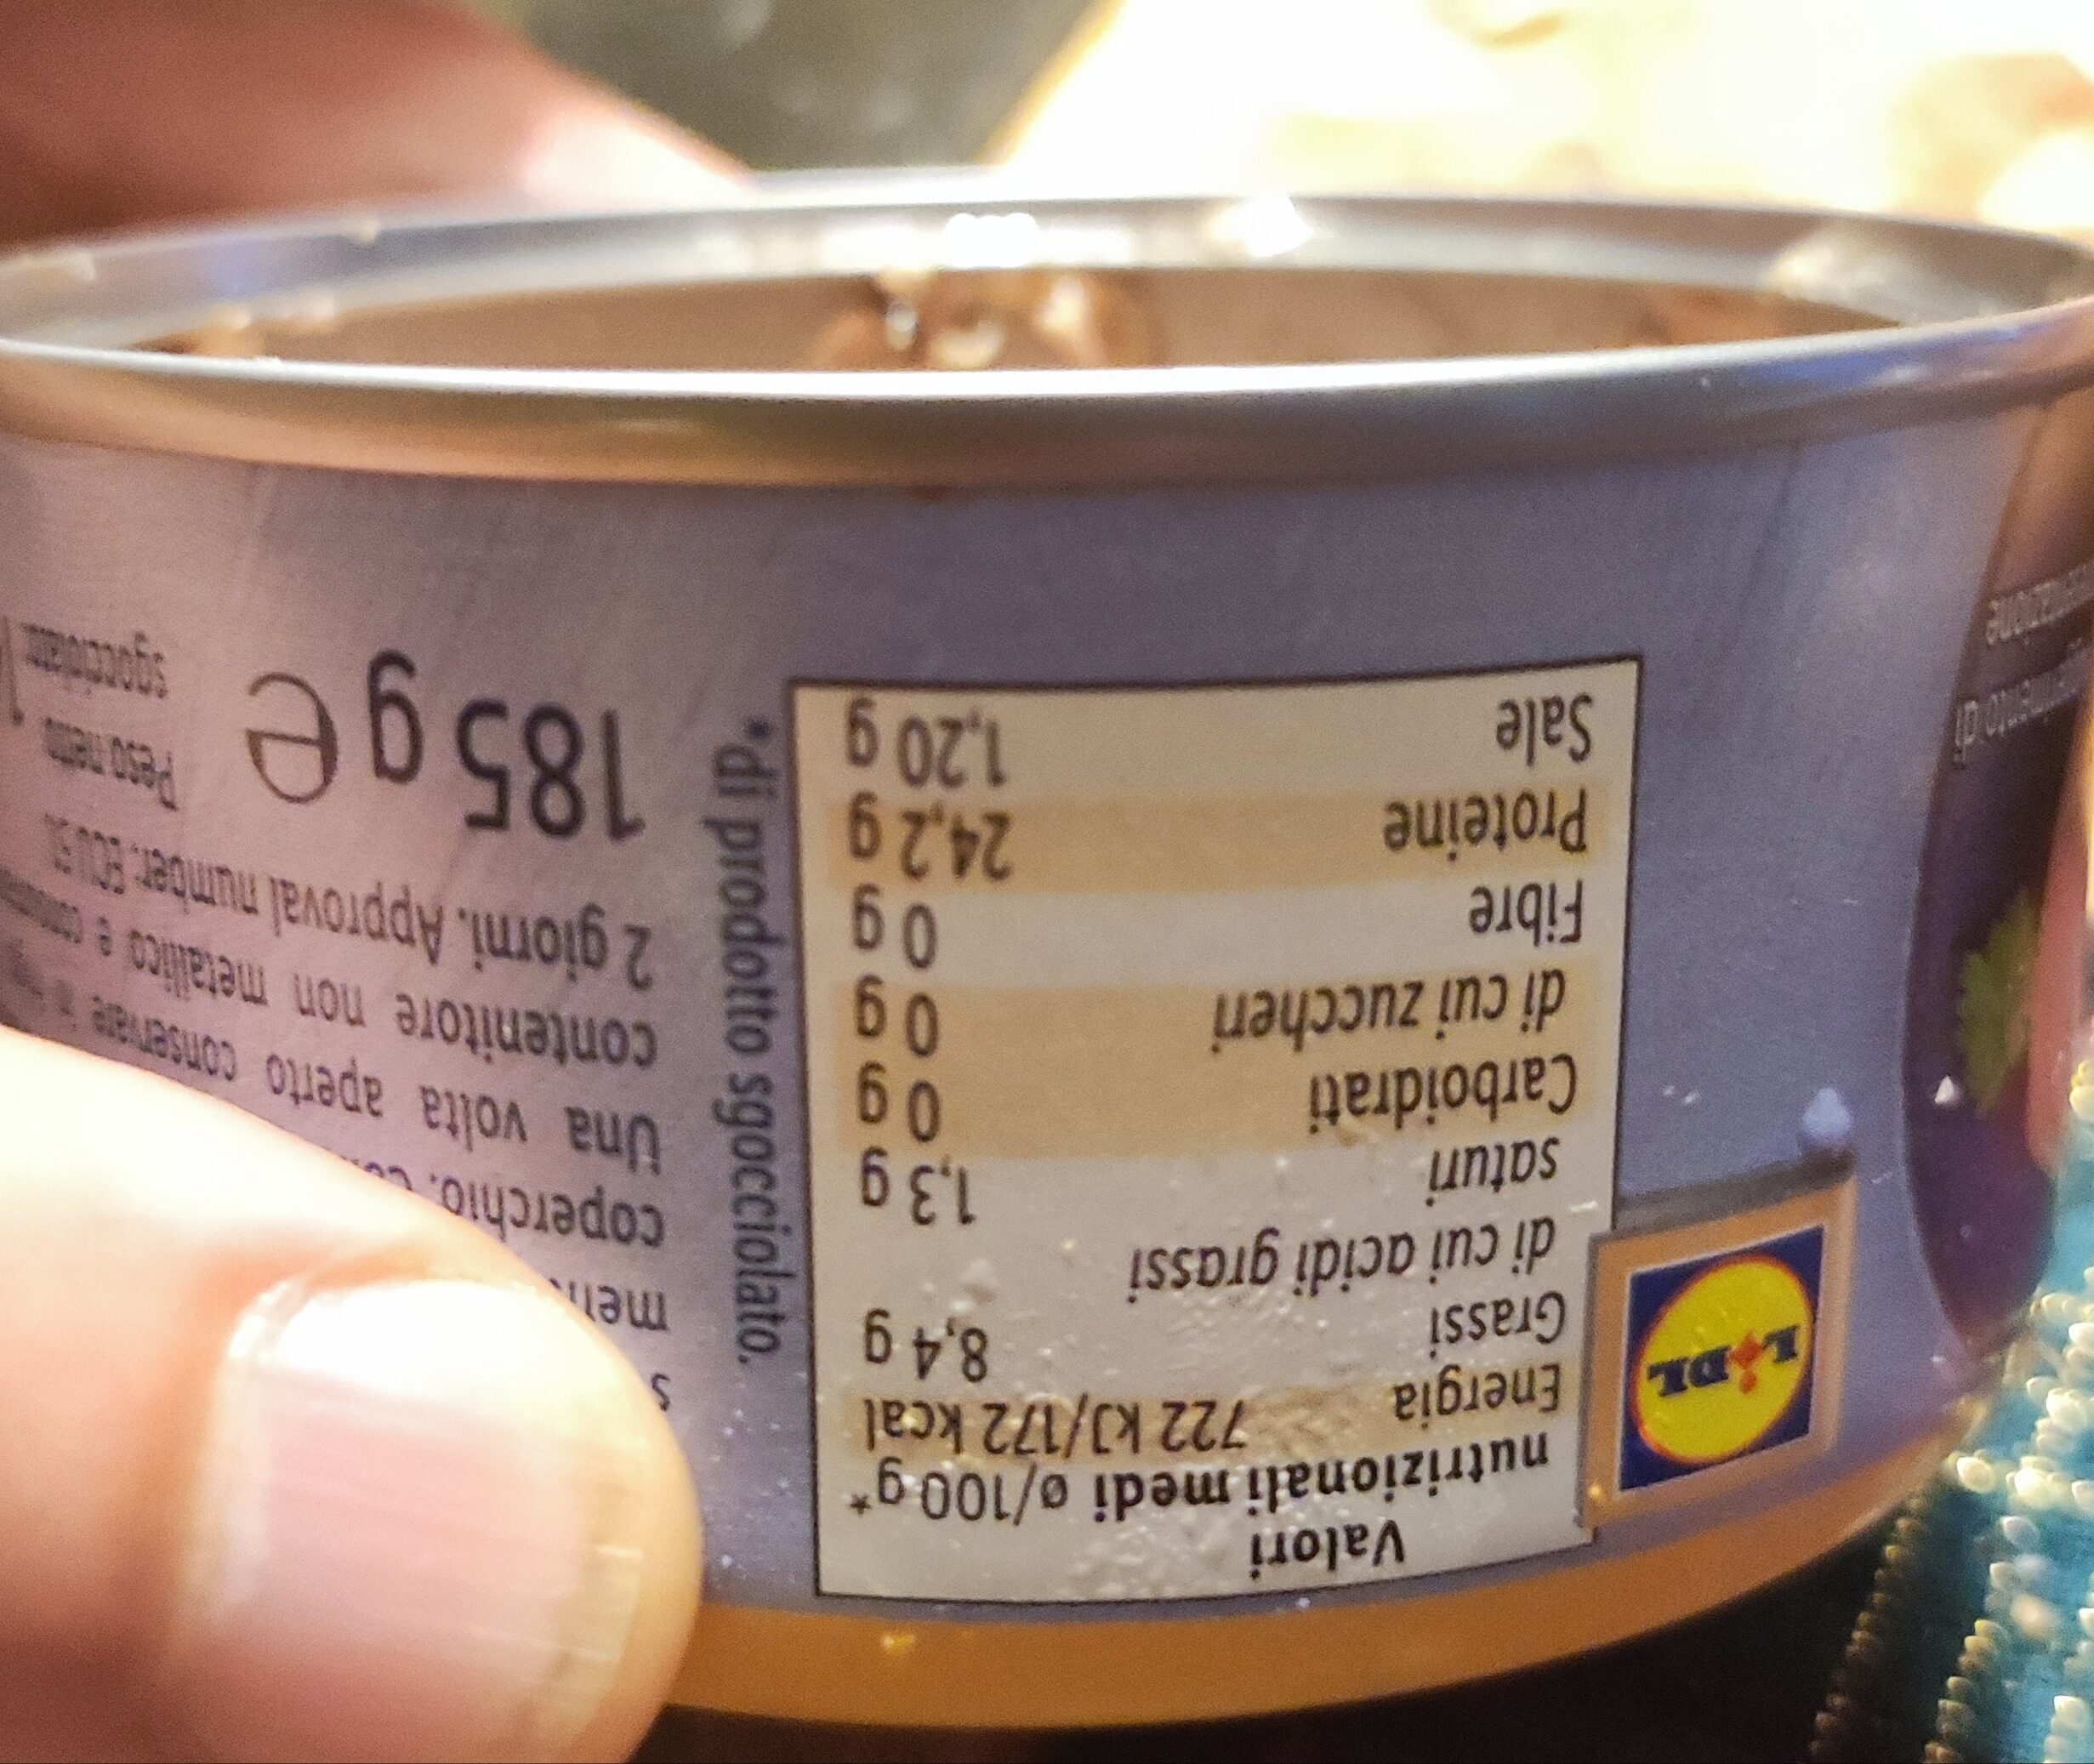 LIDL
Valori
nutrizionali medi ø/100 g*
Energia 722 kJ/172 kcal
Grassi 8,4 g
di cui acidi grassi
saturi 1,3 g
Carboidrati 0 g
di cui zuccheri 0 g
Fibre 0 g
Proteine 24,2 g
Sale 1,20 g
*di prodotto sgocciolato.
coperchio.
Una volta aperto conservare
contenitore non metallico e
2 giorni. Approval number:
185 g e
Peso netto